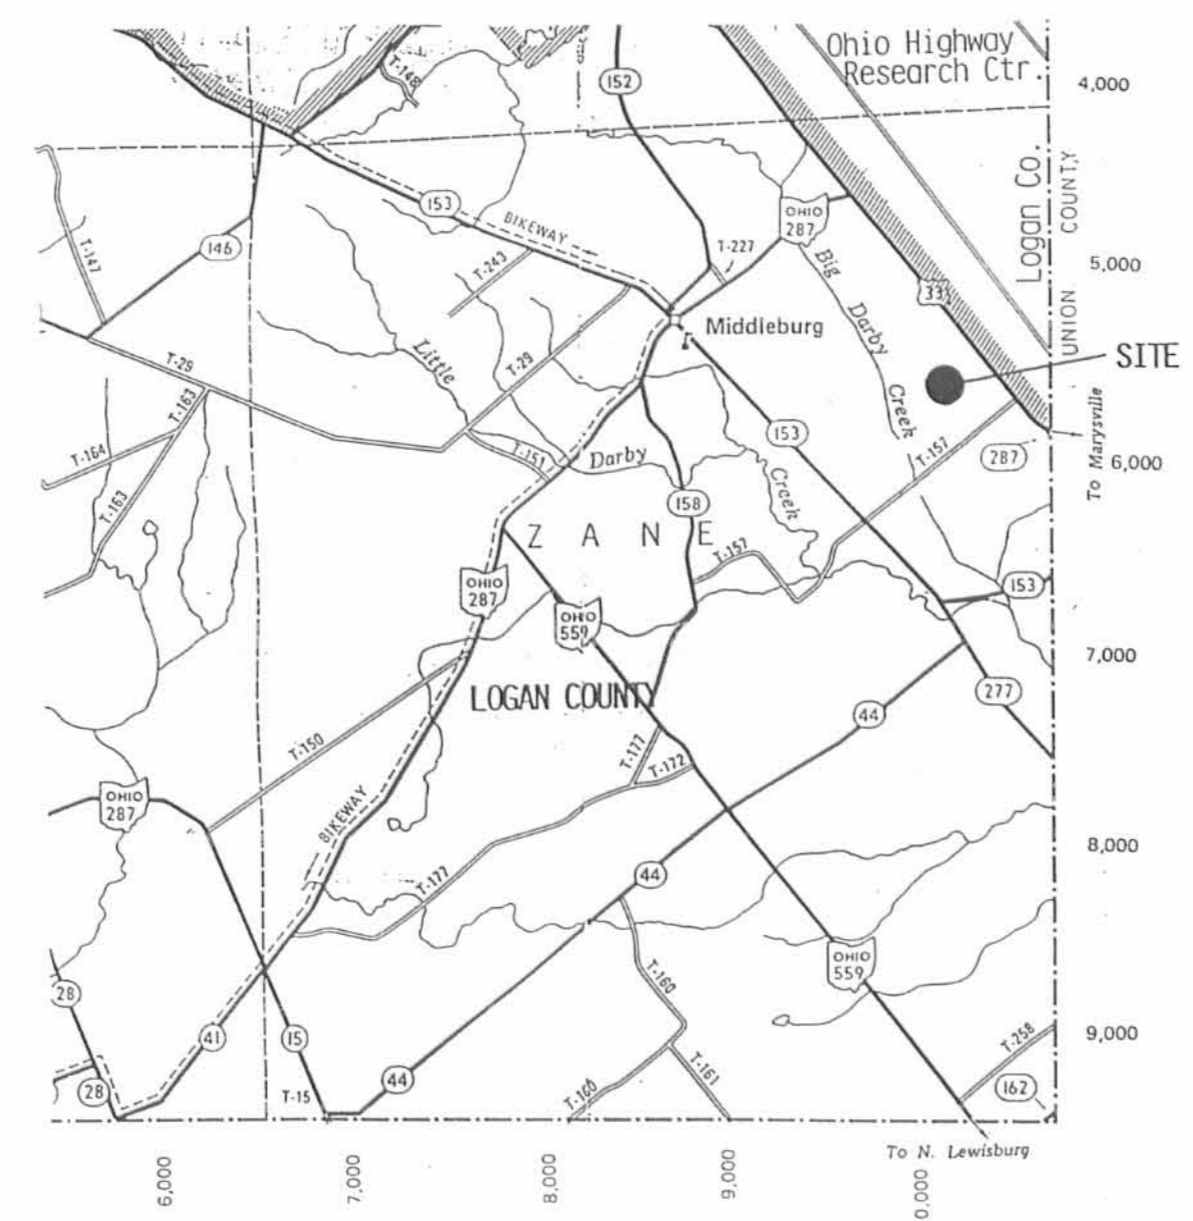 Ohio Highway
Research Ctr.
4,000
152
T-148
Logan Co.
UNION COUNTY
153
BIKEWAY
OHIO
287
146
T-147
T-227
5,000
T-243
Big
Darby
Creek
33
Middleburg
SITE
T-29
Little
T-29
T-163
153
To Marysville
T-164
T-151
Darby
T-157
287
6,000
Creek
T-163
158
ZANE
T-157
OHIO
287
153
OHIO
559
7,000
LOGAN COUNTY
277
44
T-150
T-177
T-172
OHIO
287
BIKEWAY
8,000
44
T-177
OHIO
559
28
T-160
41
15
9,000
T-258
T-161
28
44
T-15
T-160
162
To N. Lewisburg
6,000
7,000
8,000
9,000
0,000